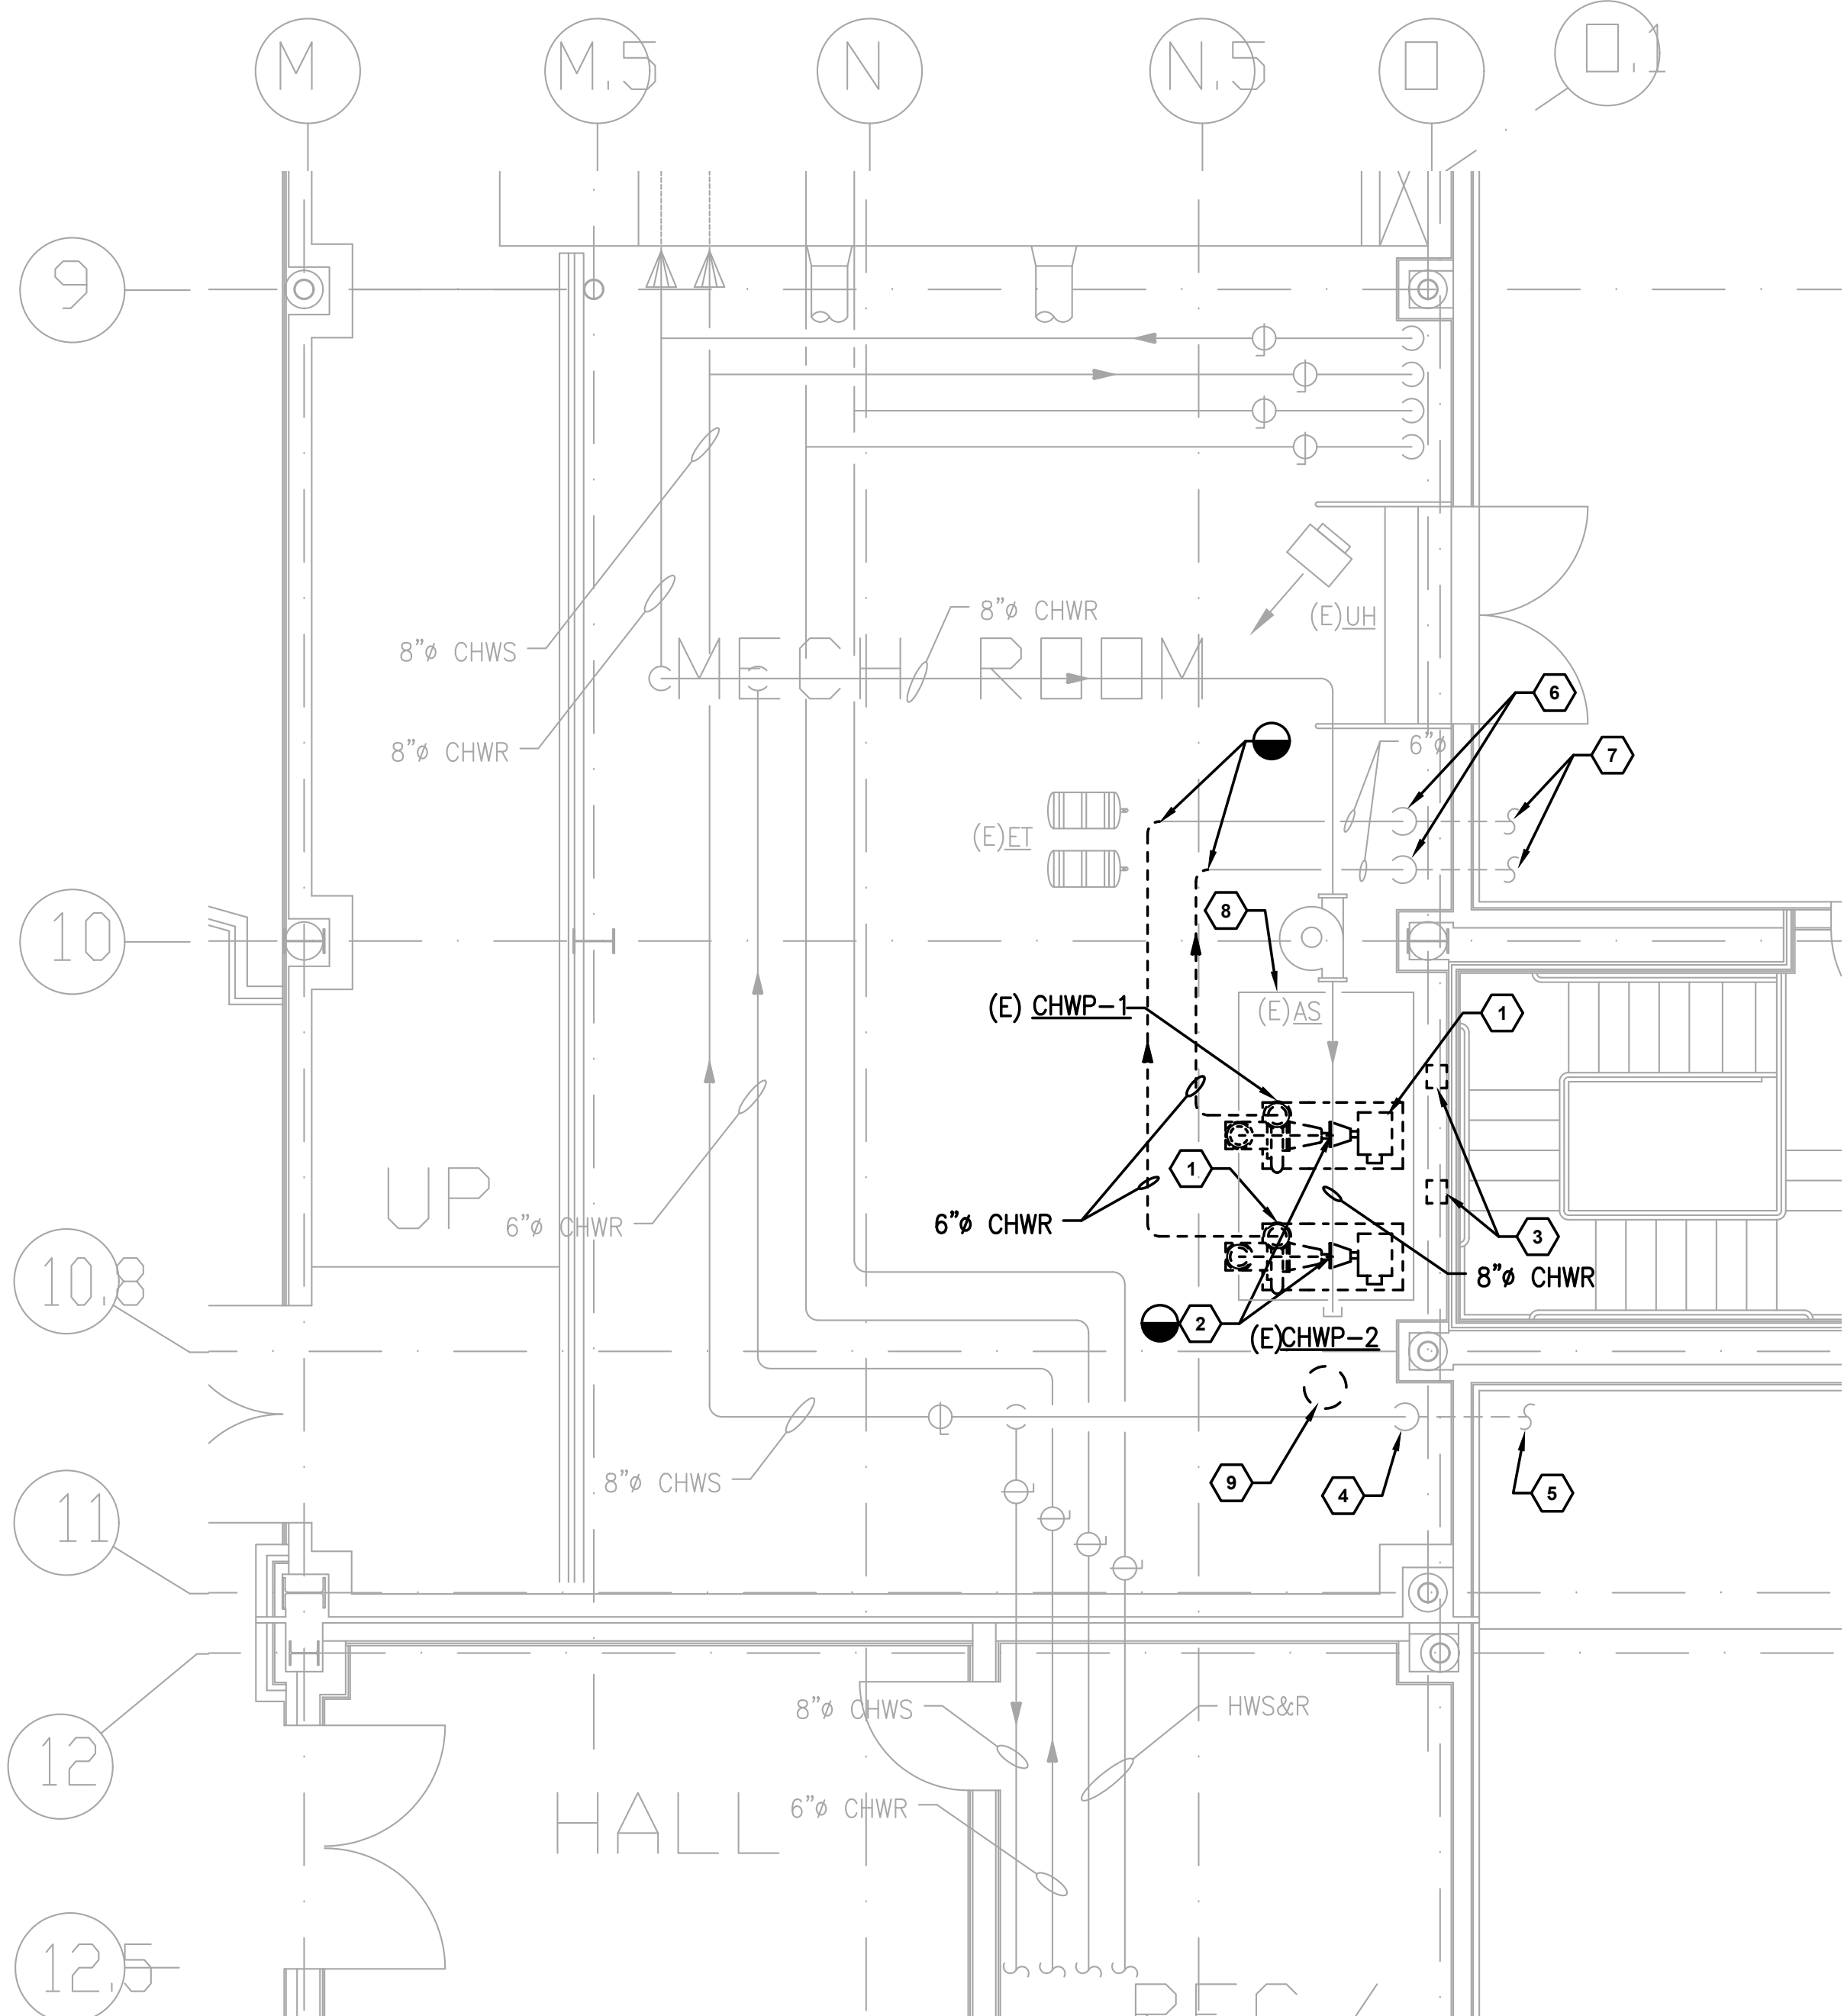 M
M.5
N
N.5
O
O.1
9
8"ø CHWR
(E)UH
8"ø CHWS
MECH ROOM
6
8"ø CHWR
6"ø
7
(E)ET
8
10
(E) CHWP-1
(E)AS
1
1
UP
6"ø CHWR
6"ø CHWR
3
10.8
8"ø CHWR
2
(E)CHWP-2
8"ø CHWS
9
4
5
11
8"ø CHWS
HWS&R
12
HALL
6"ø CHWR
12.5